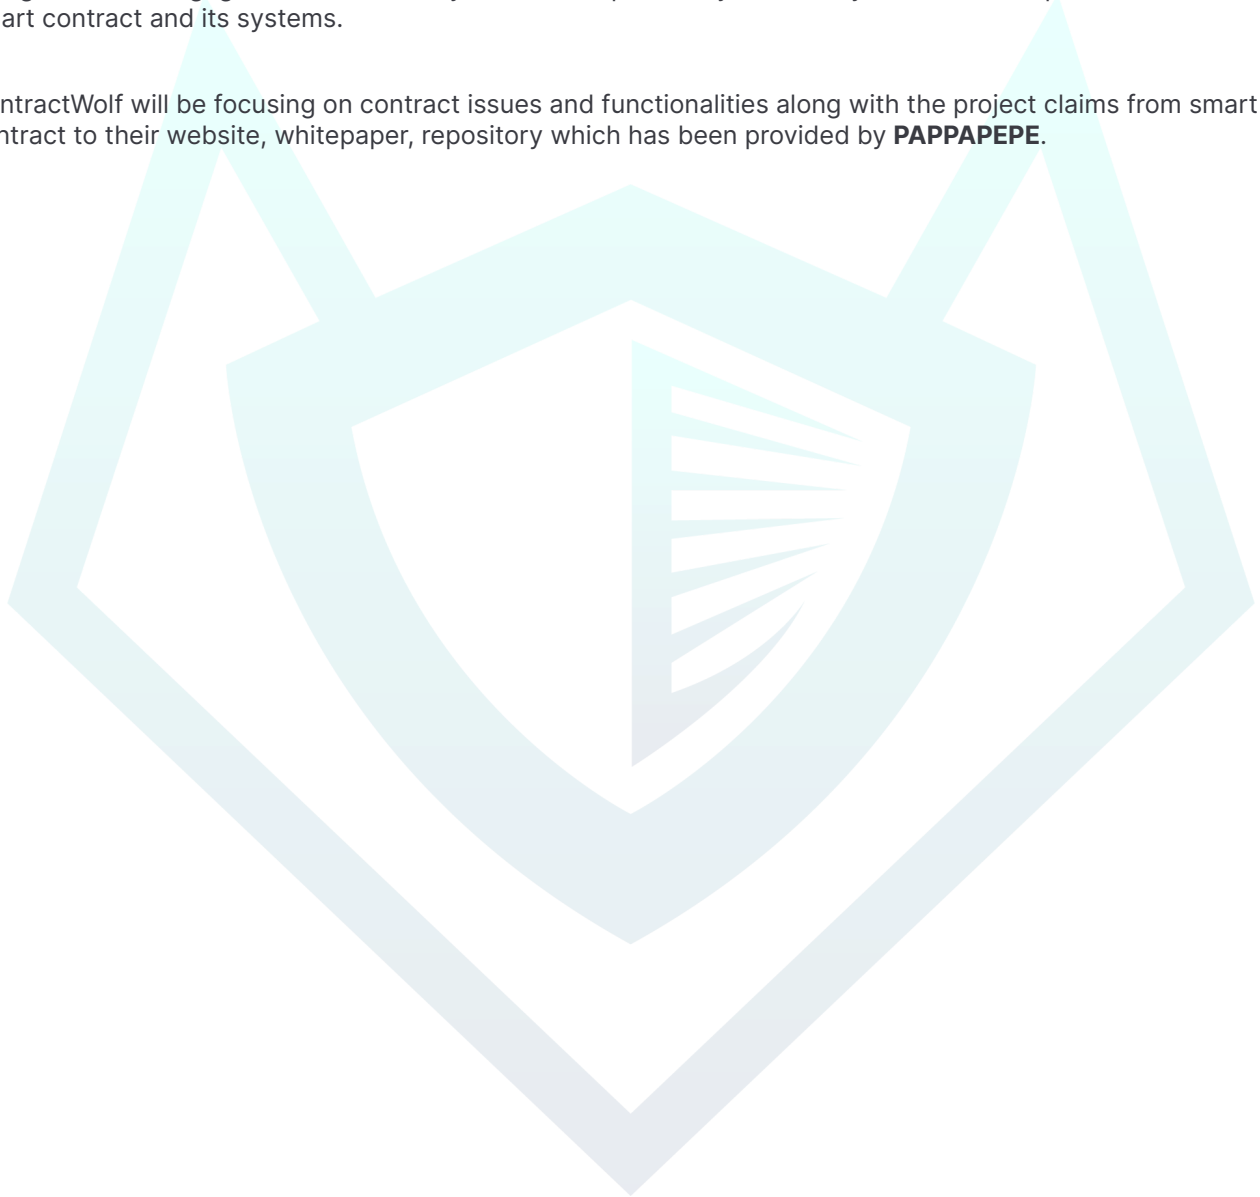 art contract and its systems.
ntractWolf will be focusing on contract issues and functionalities along with the project claims from smart
ntract to their website, whitepaper, repository which has been provided by PAPPAPEPE.